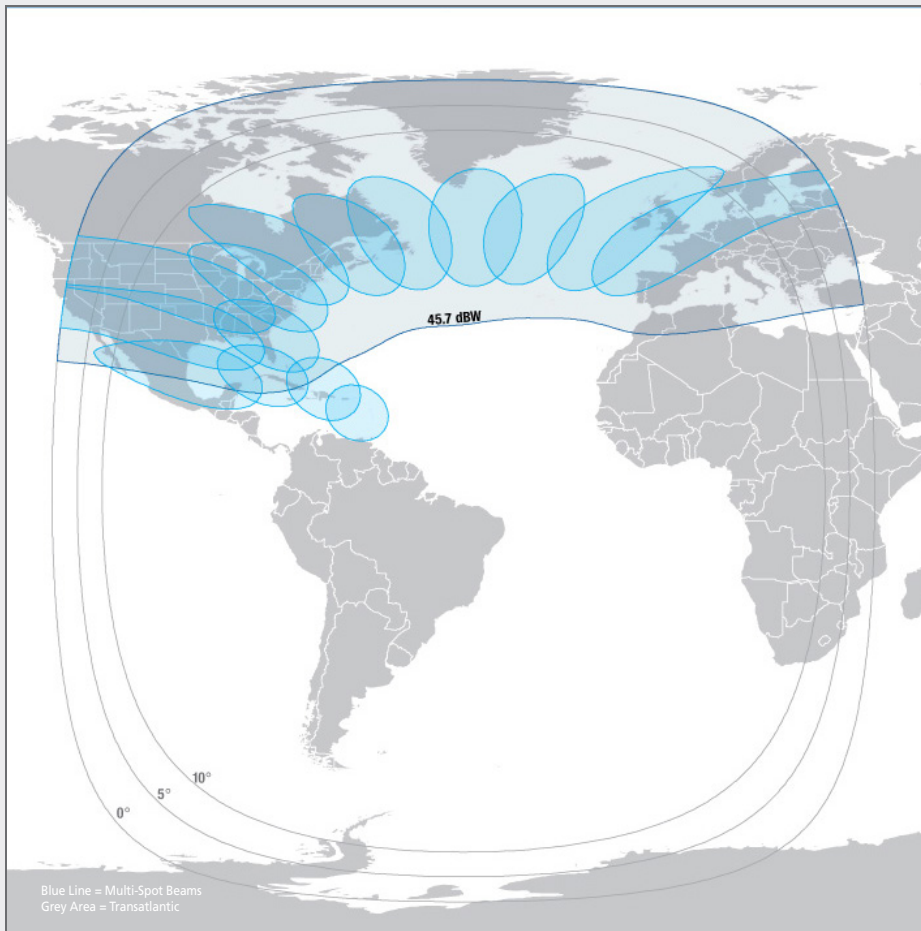 45.7 dBW
10°
5°
0°
Blue Line = Multi-Spot Beams
Grey Area = Transatlantic